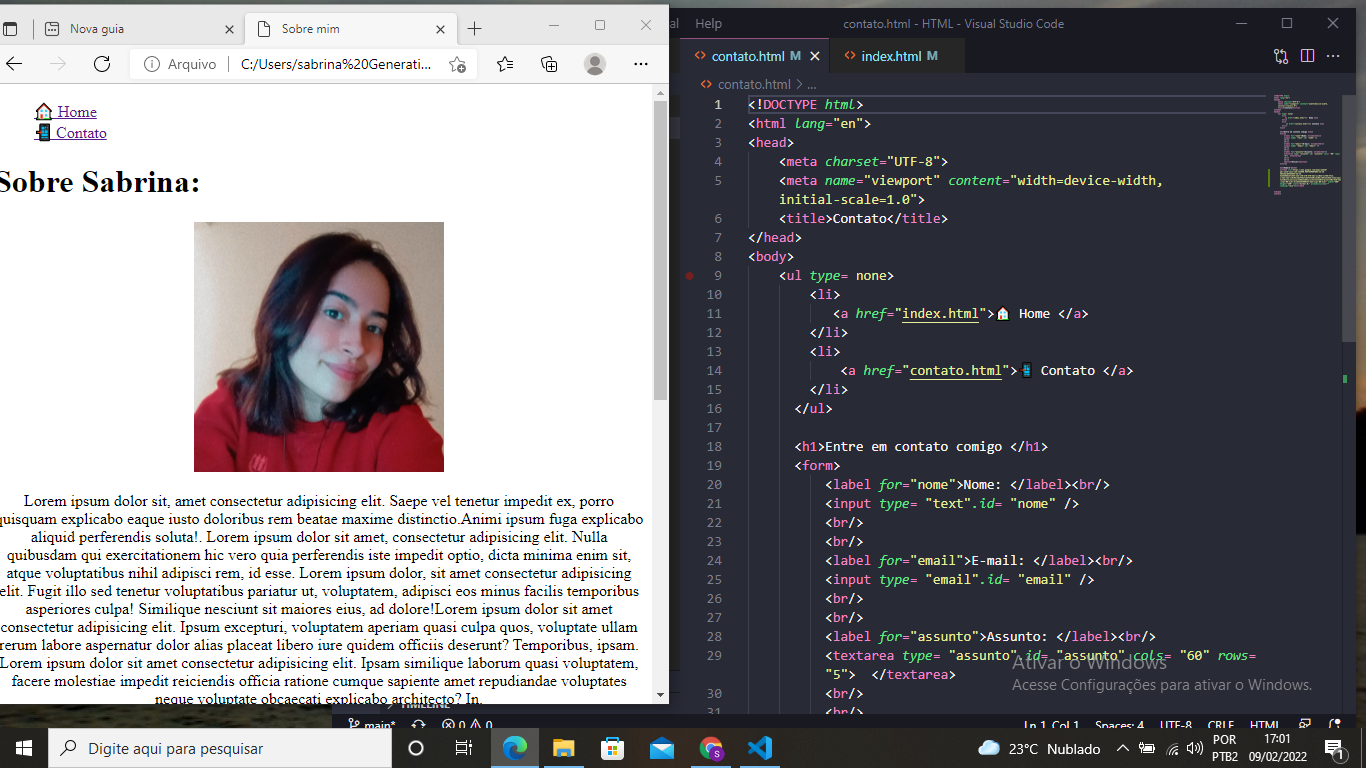 Nova guia
Sobre mim
Arquivo
C:/Users/sabrina%20Generati...
🏠 Home
📱 Contato
Sobre Sabrina:
Lorem ipsum dolor sit, amet consectetur adipisicing elit. Saepe vel tenetur impedit ex, porro
quisquam explicabo eaque iusto doloribus rem beatae maxime distinctio.Animi ipsum fuga explicabo
aliquid perferendis soluta!. Lorem ipsum dolor sit amet, consectetur adipisicing elit. Nulla
quibusdam qui exercitationem hic vero quia perferendis iste impedit optio, dicta minima enim sit,
atque voluptatibus nihil adipisci rem, id esse. Lorem ipsum dolor, sit amet consectetur adipisicing
elit. Fugit illo sed tenetur voluptatibus pariatur ut, voluptatem, adipisci eos minus facilis temporibus
asperiores culpa! Similique nesciunt sit maiores eius, ad dolore!Lorem ipsum dolor sit amet
consectetur adipisicing elit. Ipsum excepturi, voluptatem aperiam quasi culpa quos, voluptate ullam
rerum labore aspernatur dolor alias placeat libero iure quidem officiis deserunt? Temporibus, ipsam.
Lorem ipsum dolor sit amet consectetur adipisicing elit. Ipsam similique laborum quasi voluptatem,
facere molestiae impedit reiciendis officia ratione cumque sapiente amet repudiandae voluptates
neque voluptate obcaecati explicabo architecto? In.
al Help
contato.html - HTML - Visual Studio Code
contato.html M
index.html M
contato.html > ...
1 <!DOCTYPE html>
2 <html lang="en">
3 <head>
4 <meta charset="UTF-8">
5 <meta name="viewport" content="width=device-width,
initial-scale=1.0">
6 <title>Contato</title>
7 </head>
8 <body>
9 <ul type= none>
10 <li>
11 <a href="index.html">🏠 Home </a>
12 </li>
13 <li>
14 <a href="contato.html">📱 Contato </a>
15 </li>
16 </ul>
17
18 <h1>Entre em contato comigo </h1>
19 <form>
20 <label for="nome">Nome: </label><br/>
21 <input type= "text".id= "nome" />
22 <br/>
23 <br/>
24 <label for="email">E-mail: </label><br/>
25 <input type= "email".id= "email" />
26 <br/>
27 <br/>
28 <label for="assunto">Assunto: </label><br/>
29 <textarea type= "assunto".id= "assunto" cols= "60" rows=
"5"> </textarea>
30 <br/>
31 <br/>
Ativar o Windows
Acesse Configurações para ativar o Windows.
TIMELINE
main*
0 0
Ln 1, Col 1 Spaces: 4 UTF-8 CRLF HTML
Digite aqui para pesquisar
S
23°C Nublado
POR
PTB2
17:01
09/02/2022
1